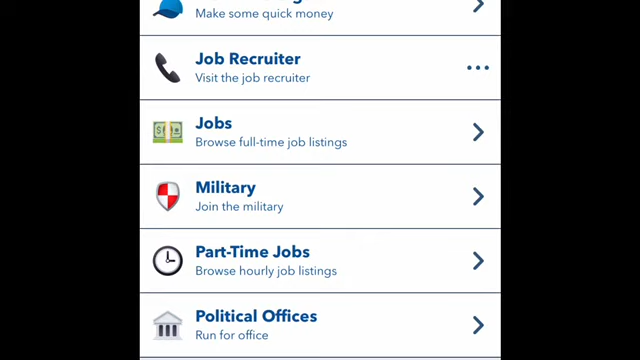 Make some quick money
Job Recruiter
Visit the job recruiter
Jobs
Browse full-time job listings
Military
Join the military
Part-Time Jobs
Browse hourly job listings
Political Offices
Run for office